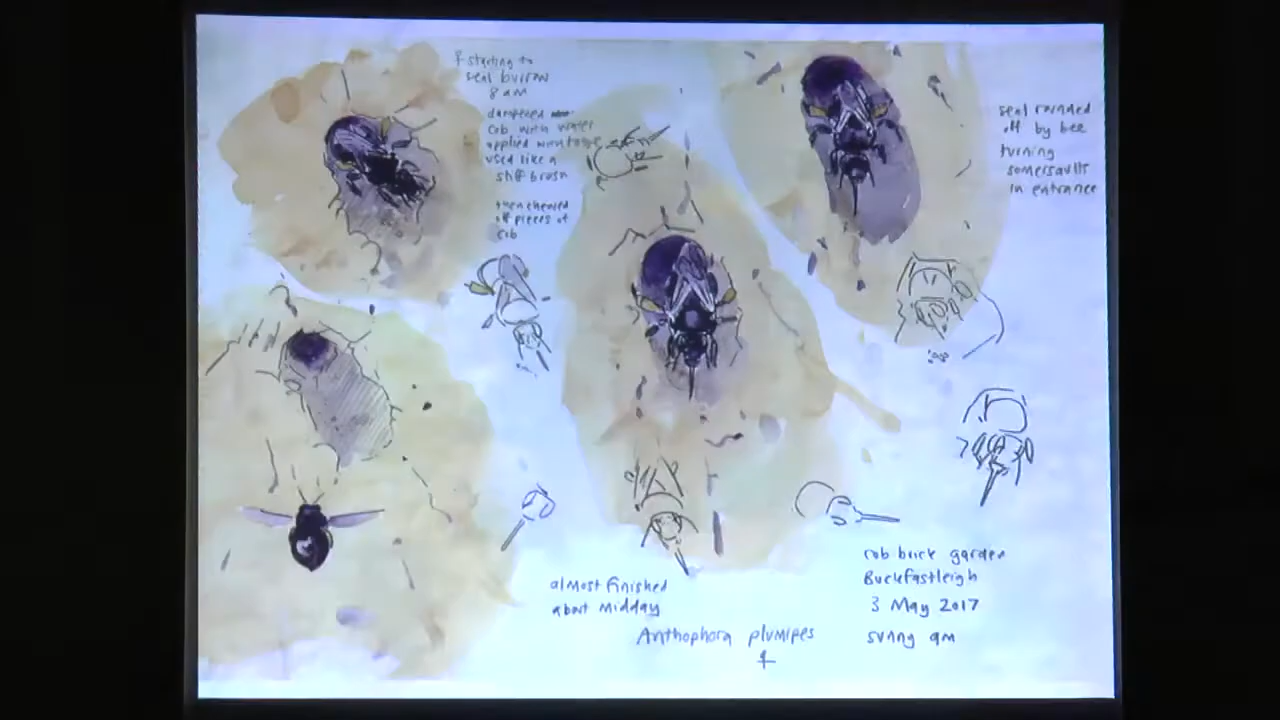 ♀ starting to
seal burrow
8 am
dampened
cob with water
applied with
used like a
stiff brush
then chewed
off pieces of
cob
seal rounded
off by bee
turning
somersaults
in entrance
almost finished
about midday
Anthophora plumipes
♀
cob brick garden
Buckfastleigh
3 May 2017
sunny am